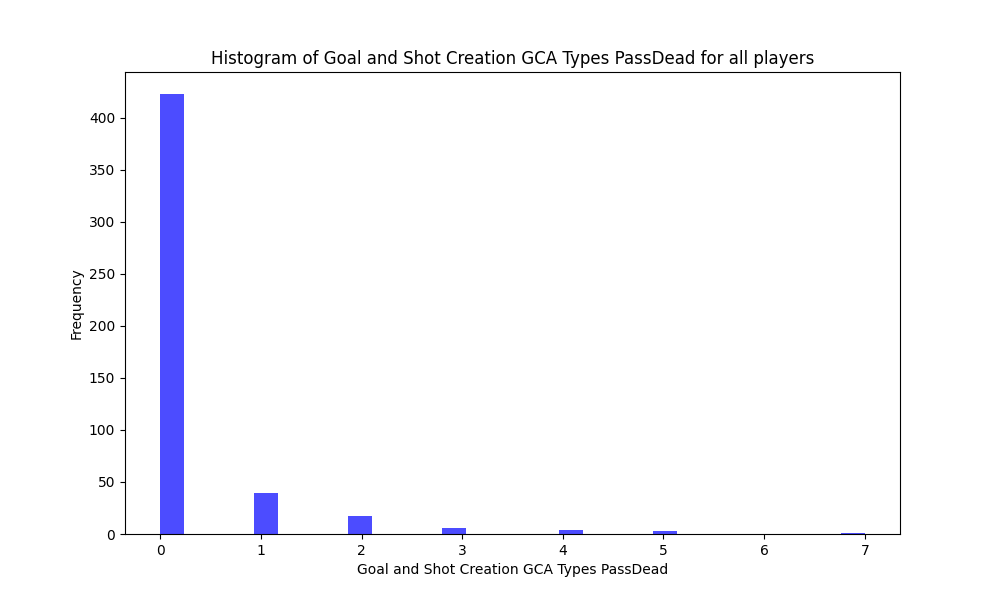 Histogram of Goal and Shot Creation GCA Types PassDead for all players
400
350
300
250
200
150
100
50
0
Frequency
0 1 2 3 4 5 6 7
Goal and Shot Creation GCA Types PassDead